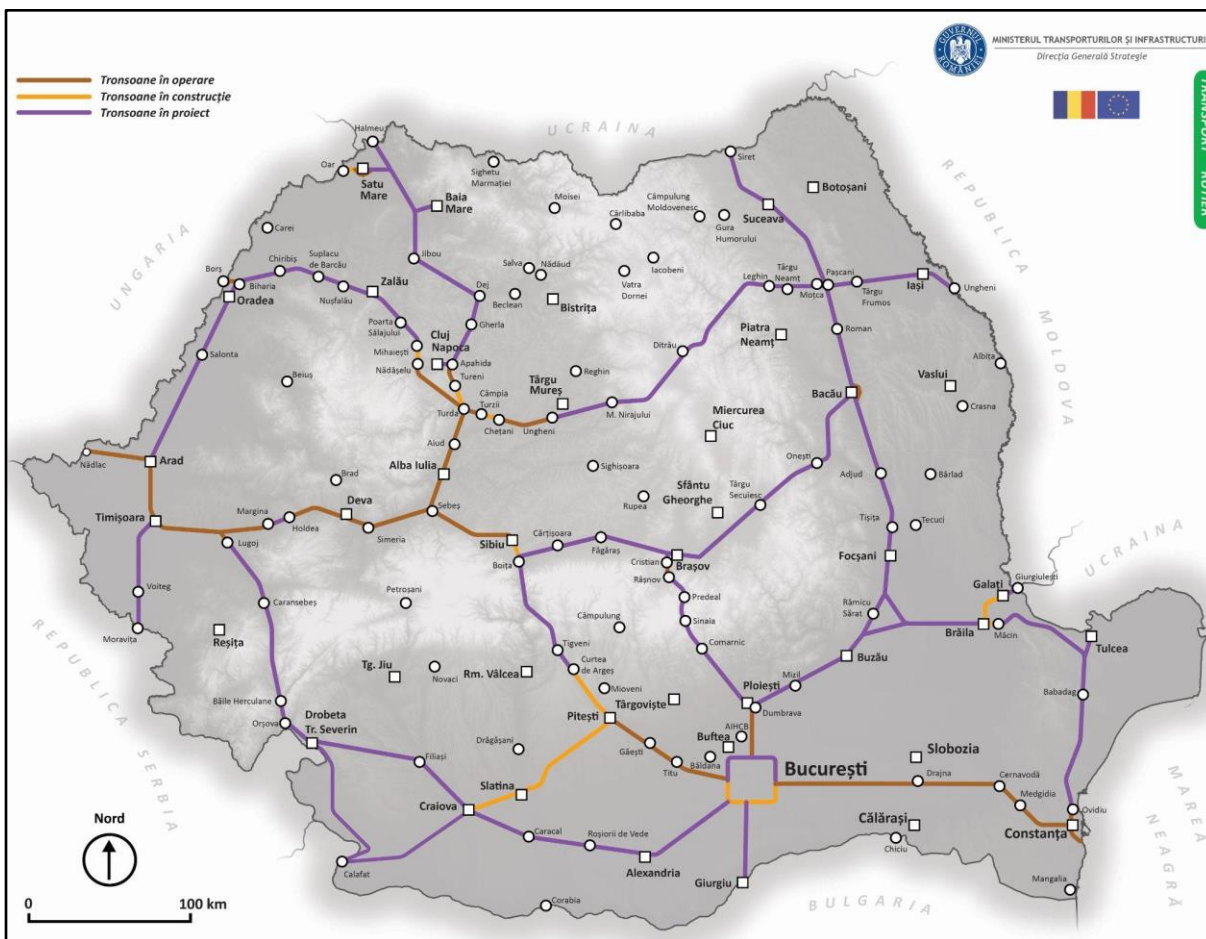 MINISTERUL TRANSPORTURILOR ȘI INFRASTRUCTURII
Direcția Generală Strategie
GUVERNUL ROMÂNIEI
TRANSPORT RUTIER
Tronsoane în operare
Tronsoane în construcție
Tronsoane în proiect
UCRAINA
Halmeu
Oar
Satu
Mare
Sighetu
Marmației
Siret
Botoșani
REPUBLICA MOLDOVA
Baia
Mare
Moisei
Cârlibaba
Câmpulung
Moldovenesc
Gura
Humorului
Suceava
UNGARIA
Carei
Jibou
Salva
Năduad
Iacobeni
Vatra
Dornei
Leghin
Târgu
Neamț
Moțca
Pașcani
Târgu
Frumos
Iași
Ungheni
Borș
Biharia
Oradea
Chiribiș
Suplacu
de Barcău
Nușfalău
Zalău
Dej
Beclean
Bistrița
Poarta
Sălajului
Gherla
Mihaiești
Nădășelu
Cluj
Napoca
Apahida
Tureni
Piatra
Neamț
Roman
Salonta
Beiuș
Reghin
Ditrău
Albița
Târgu
Mureș
Câmpia
Turzii
Turda
Chețani
Ungheni
M. Nirajului
Bacău
Vaslui
Crasna
Miercurea
Ciuc
Aiud
Nădlac
Arad
Brad
Alba Iulia
Sighișoara
Rupea
Onești
Adjud
Bârlad
Sfântu
Gheorghe
Târgu
Secuiesc
Timișoara
Margina
Holdea
Deva
Simeria
Sebeș
Tișița
Tecuci
Lugoj
Sibiu
Boița
Cârțișoara
Făgăraș
Cristian
Brașov
Râșnov
Focșani
UCRAINA
Voiteg
Caransebeș
Petroșani
Predeal
Sinaia
Râmicu
Sărat
Galați
Giurgiulești
Moravița
Reșița
Câmpulung
Comarnic
Brăila
Măcin
Tulcea
Tigveni
Curtea
de Argeș
Buzău
REPUBLICA SERBIA
Tg. Jiu
Novaci
Rm. Vâlcea
Mioveni
Târgoviște
Ploiești
Mizil
Dumbrava
Babadag
Băile Herculane
Orșova
Drobeta
Tr. Severin
Drăgășani
Pitești
Găești
Titu
Buftea
AIHCB
Bâldana
București
Slobozia
Drajna
Filiași
Slatina
Cernavodă
Medgidia
Ovidiu
Craiova
Călărași
Chiciu
Constanța
MAREA
NEAGRĂ
Caracal
Roșiorii de Vede
Alexandria
Nord
Calafat
Giurgiu
Mangalia
Corabia
BULGARIA
0
100 km